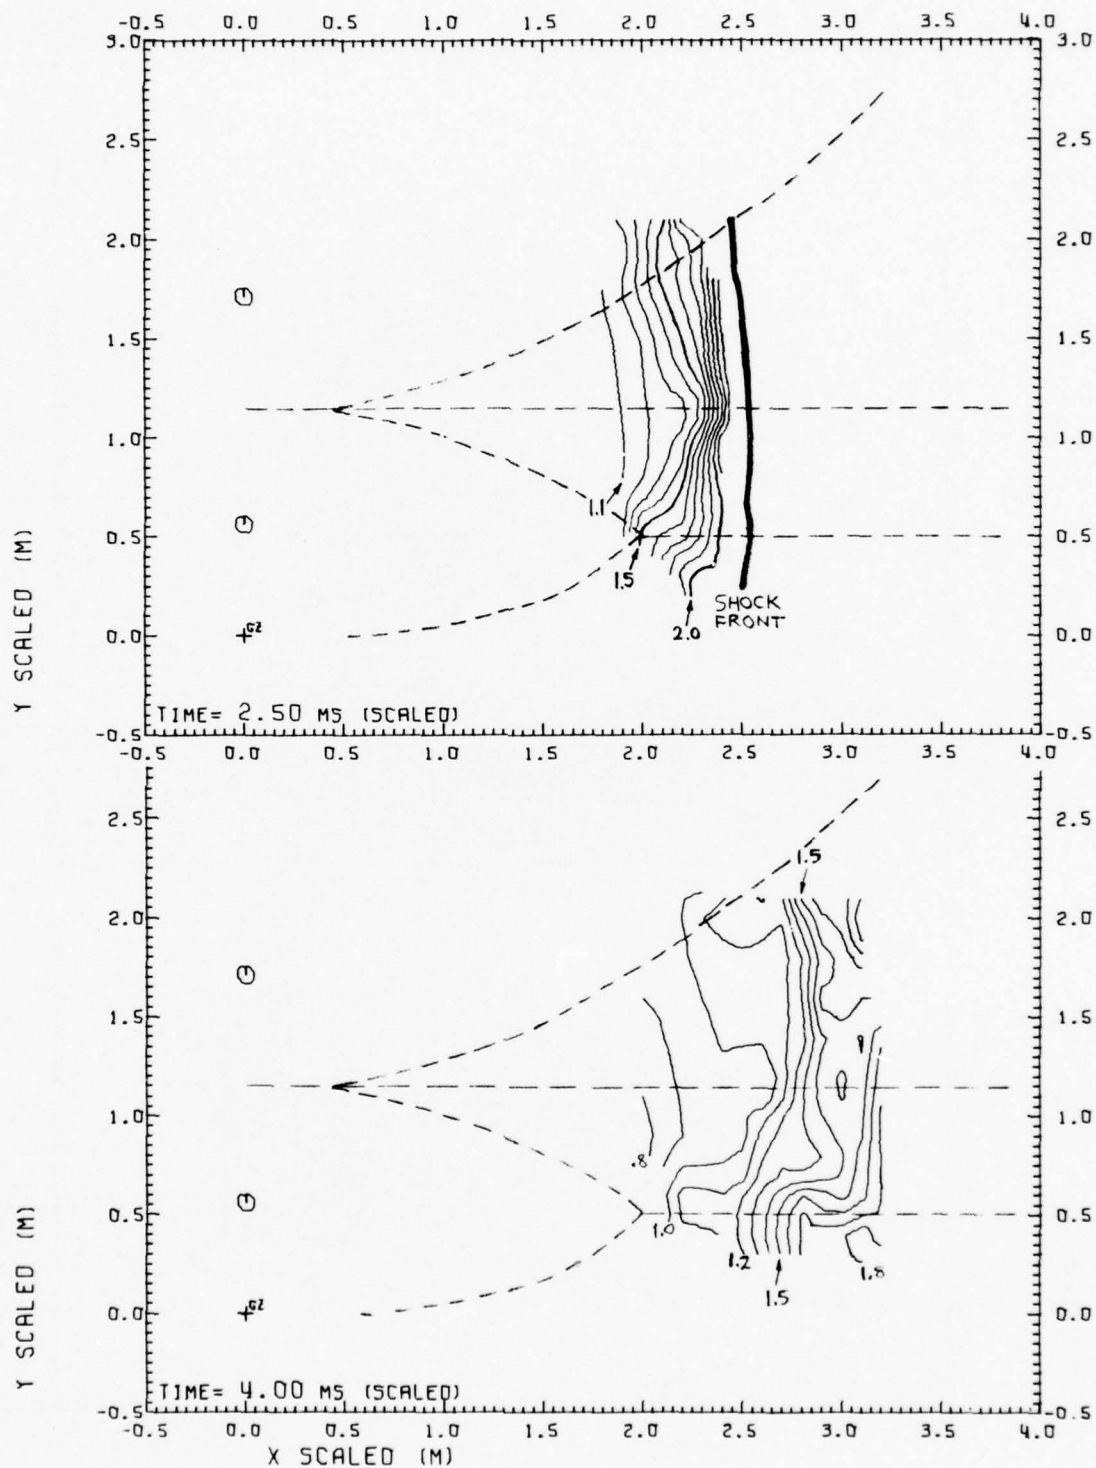 -0.5 0.0 0.5 1.0 1.5 2.0 2.5 3.0 3.5 4.0
3.0 3.0
2.5 2.5
2.0 2.0
1.5 1.5
1.0 1.0
1.1
0.5 0.5
1.5
SHOCK
FRONT
2.0
GZ
0.0 0.0
Y SCALED (M)
TIME= 2.50 MS (SCALED)
-0.5 -0.5
-0.5 0.0 0.5 1.0 1.5 2.0 2.5 3.0 3.5 4.0
2.5 2.5
1.5
2.0 2.0
1.5 1.5
1.0 1.0
.8
0.5 0.5
1.0
1.2
1.5
1.8
GZ
0.0 0.0
Y SCALED (M)
TIME= 4.00 MS (SCALED)
-0.5 -0.5
-0.5 0.0 0.5 1.0 1.5 2.0 2.5 3.0 3.5 4.0
X SCALED (M)